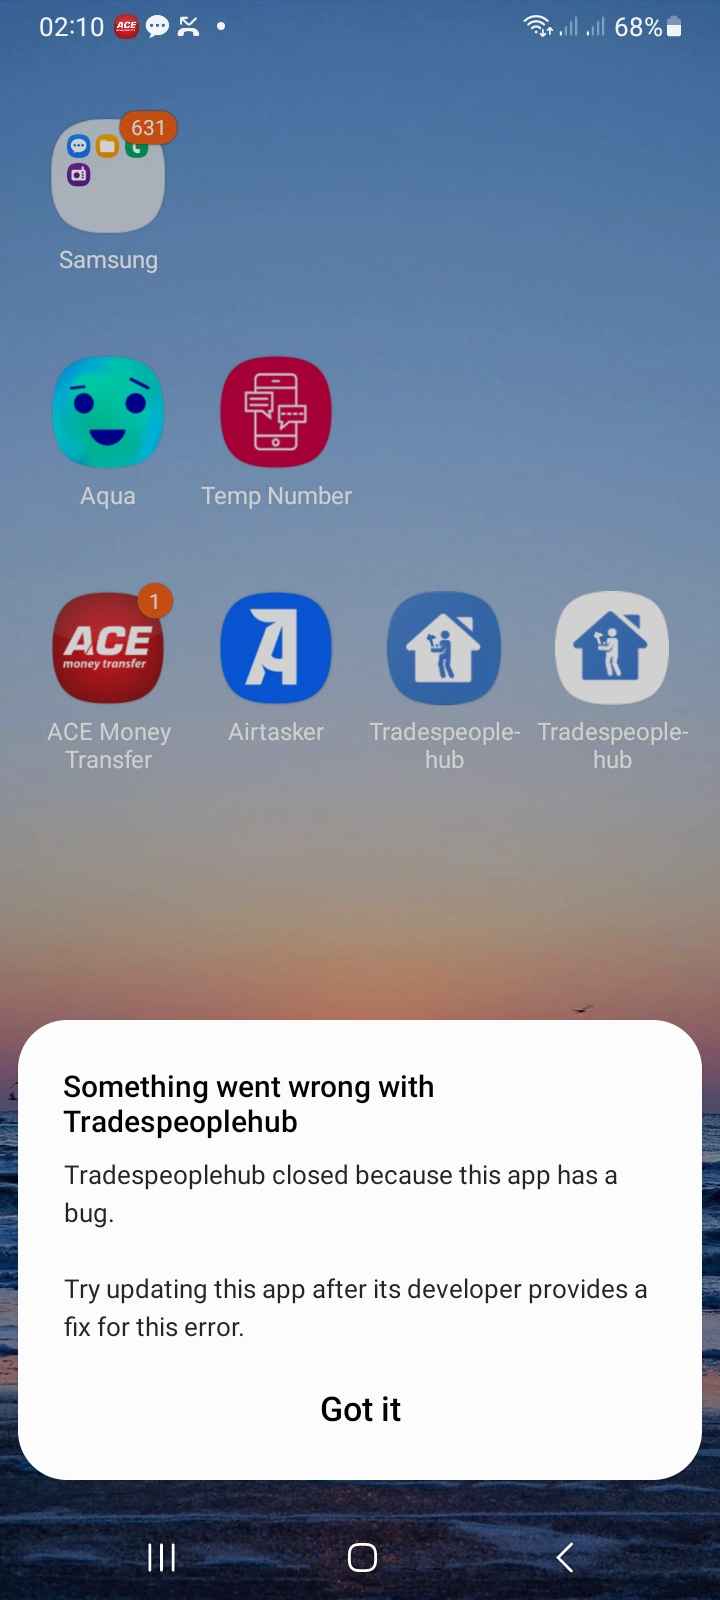 02:10 ACE 68%
631
Samsung
Aqua Temp Number
1
ACE
money transfer
ACE Money Airtasker Tradespeople- Tradespeople-
Transfer hub hub
Something went wrong with
Tradespeoplehub
Tradespeoplehub closed because this app has a
bug.
Try updating this app after its developer provides a
fix for this error.
Got it